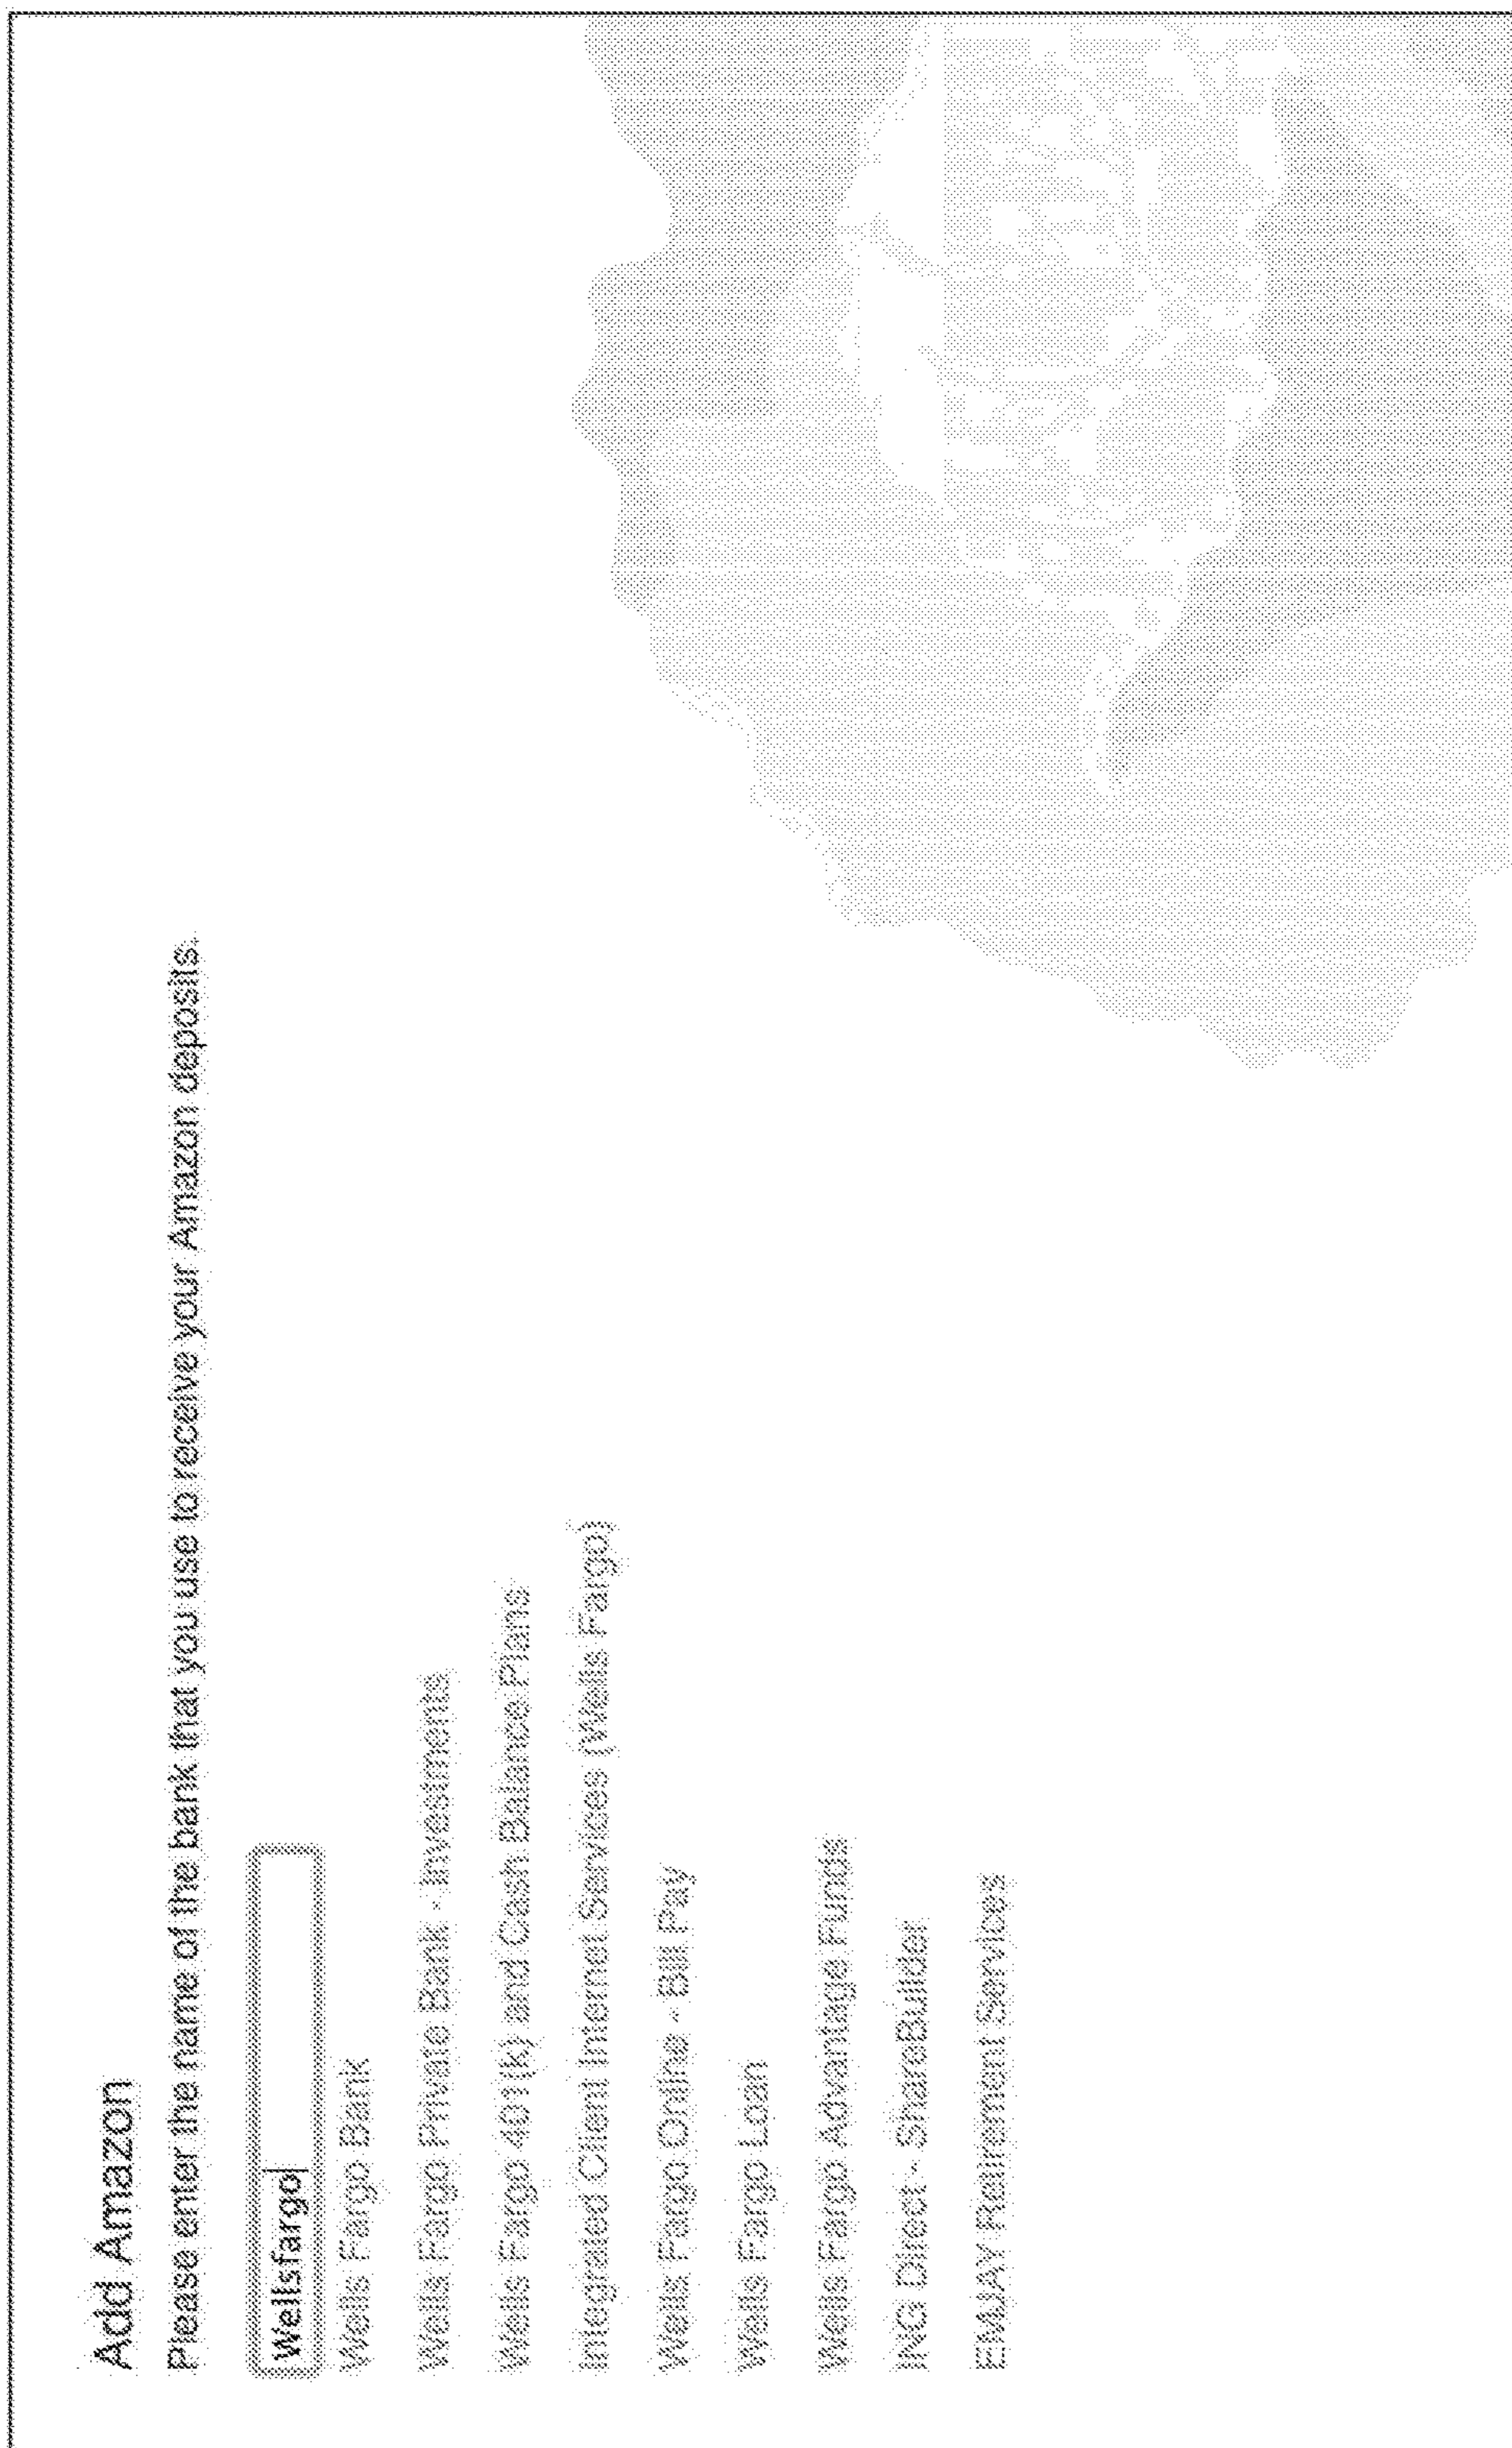 Add Amazon
Please enter the name of the bank that you use to receive your Amazon deposits.
Wellsfargo
Wells Fargo Bank
Wells Fargo Private Bank - Investments
Wells Fargo 401(k) and Cash Balance Plans
Integrated Client Internet Services (Wells Fargo)
Wells Fargo Online - Bill Pay
Wells Fargo Loan
Wells Fargo Advantage Funds
ING Direct - ShareBuilder
EMJAY Retirement Services